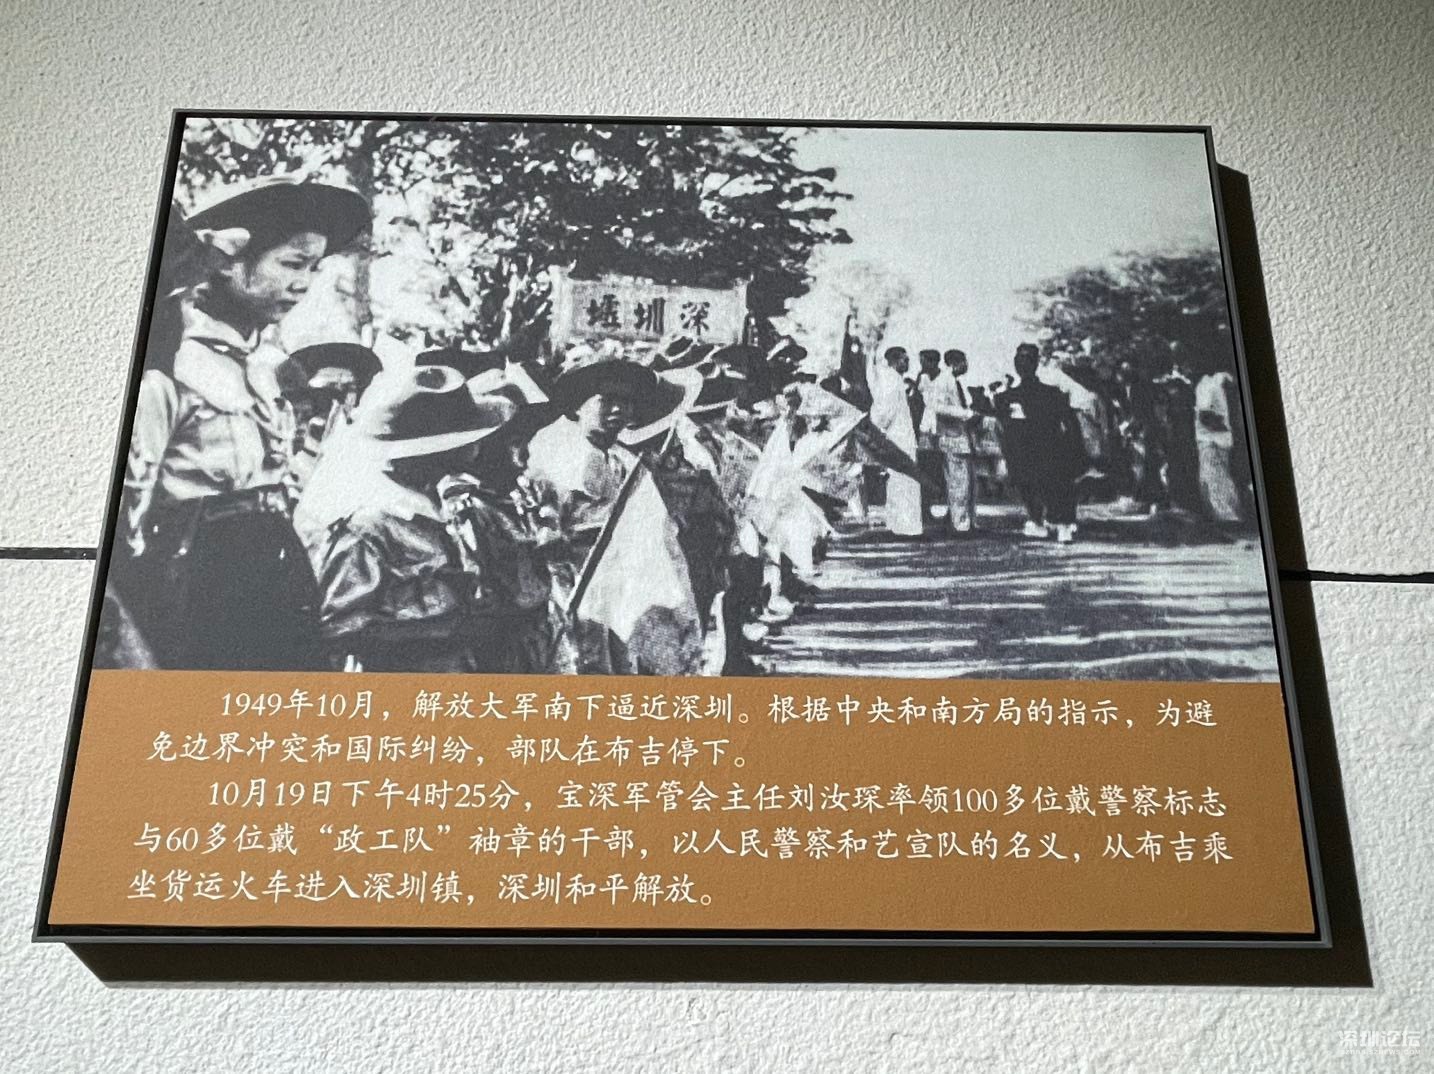 墟圳深
1949年10月，解放大军南下逼近深圳。根据中央和南方局的指示，为避
免边界冲突和国际纠纷，部队在布吉停下。
10月19日下午4时25分，宝深军管会主任刘汝琛率领100多位戴警察标志
与60多位戴“政工队”袖章的干部，以人民警察和艺宣队的名义，从布吉乘
坐货运火车进入深圳镇，深圳和平解放。
深圳论坛